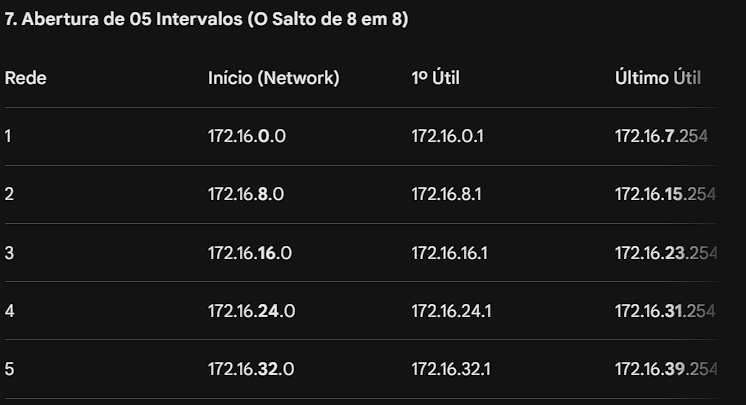 7. Abertura de 05 Intervalos (O Salto de 8 em 8)
Rede Início (Network) 1º Útil Último Útil
1 172.16.0.0 172.16.0.1 172.16.7.254
2 172.16.8.0 172.16.8.1 172.16.15.254
3 172.16.16.0 172.16.16.1 172.16.23.254
4 172.16.24.0 172.16.24.1 172.16.31.254
5 172.16.32.0 172.16.32.1 172.16.39.254